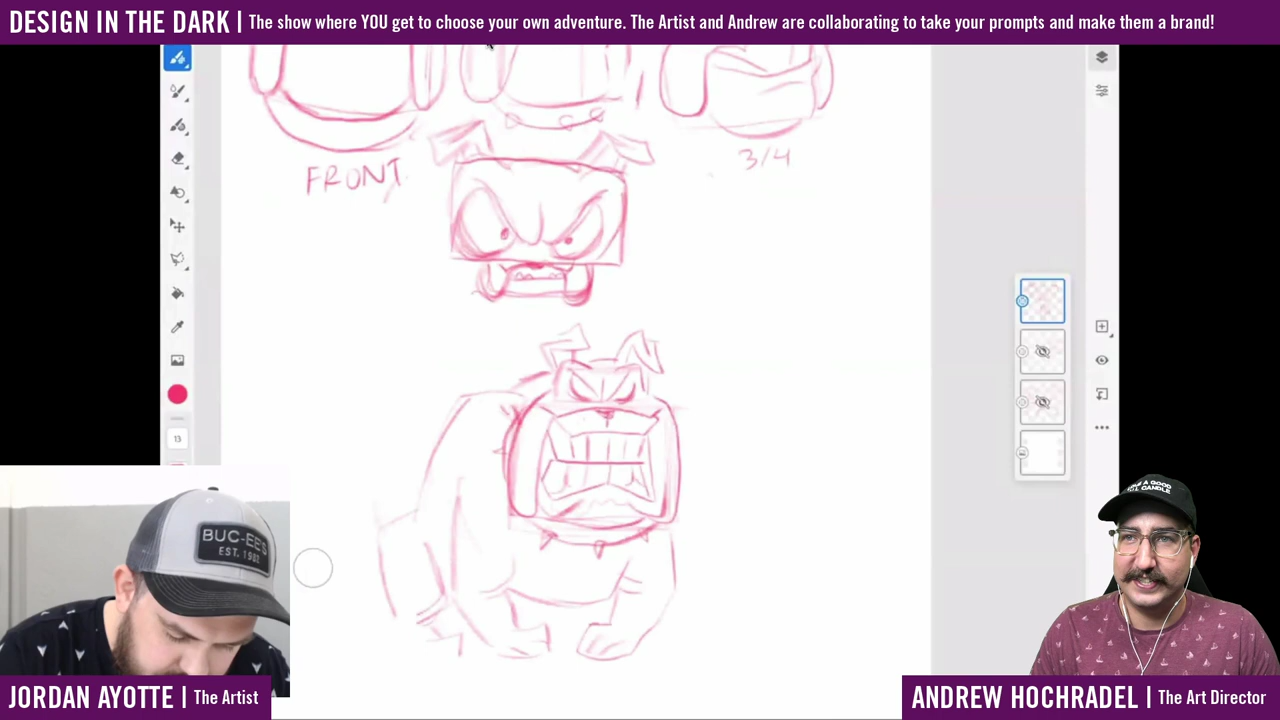 DESIGN IN THE DARK | The show where YOU get to choose your own adventure. The Artist and Andrew are collaborating to take your prompts and make them a brand!
FRONT
3/4
13
BUC-EE'S
EST. 1982
JORDAN AYOTTE | The Artist
ANDREW HOCHRADEL | The Art Director